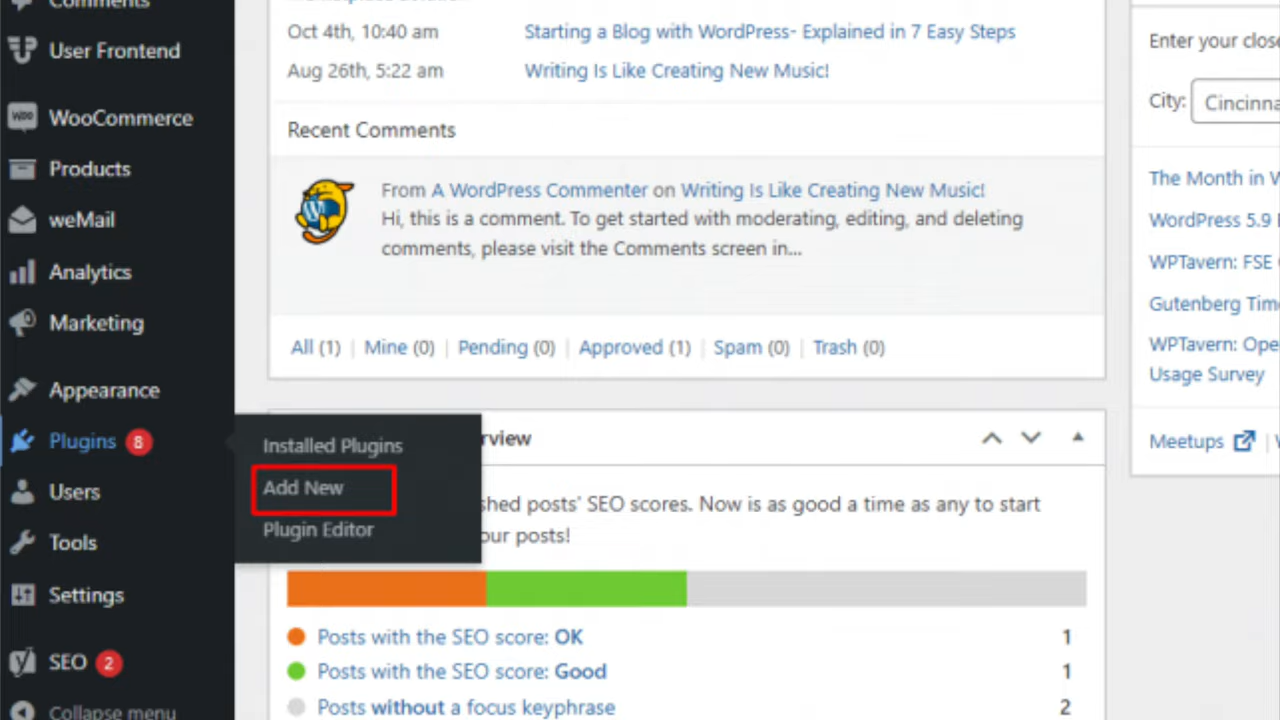 Comments
User Frontend
WooCommerce
Products
weMail
Analytics
Marketing
Appearance
Plugins 8
Users
Tools
Settings
SEO 2
Collapse menu
Installed Plugins
Add New
Plugin Editor
Oct 4th, 10:40 am Starting a Blog with WordPress- Explained in 7 Easy Steps
Aug 26th, 5:22 am Writing Is Like Creating New Music!
Recent Comments
From A WordPress Commenter on Writing Is Like Creating New Music!
Hi, this is a comment. To get started with moderating, editing, and deleting
comments, please visit the Comments screen in...
All (1) | Mine (0) | Pending (0) | Approved (1) | Spam (0) | Trash (0)
rview
shed posts' SEO scores. Now is as good a time as any to start
our posts!
Posts with the SEO score: OK 1
Posts with the SEO score: Good 1
Posts without a focus keyphrase 2
Enter your close
City: Cincinna
The Month in W
WordPress 5.9
WPTavern: FSE
Gutenberg Tim
WPTavern: Ope
Usage Survey
Meetups |